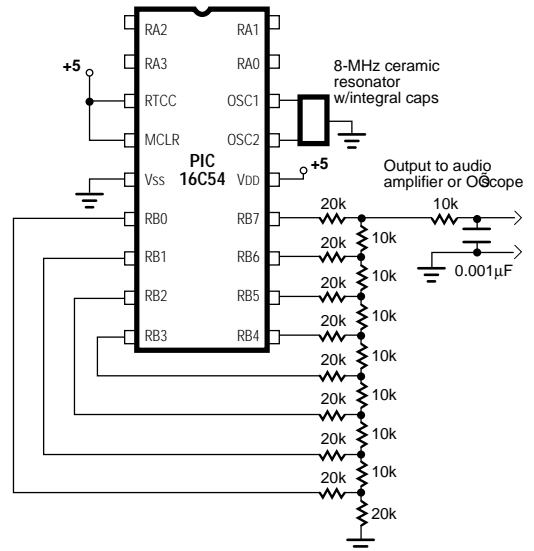 RA2
RA1
RA3
RA0
+5
RTCC
OSC1
8-MHz ceramic
resonator
w/integral caps
MCLR
OSC2
PIC
16C54
Vss
VDD
+5
Output to audio
amplifier or OÕscope
RB0
RB7
20k
10k
10k
0.001µF
RB1
RB6
20k
10k
RB2
RB5
20k
10k
RB3
RB4
20k
10k
20k
10k
20k
10k
20k
10k
20k
20k